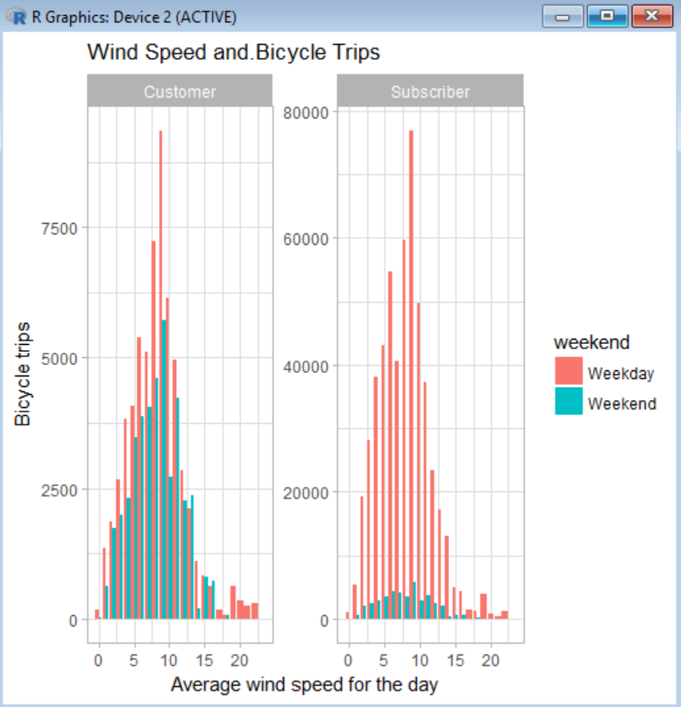 R Graphics: Device 2 (ACTIVE)
Wind Speed and.Bicycle Trips
Customer
Subscriber
Bicycle trips
7500
5000
2500
0
80000
60000
40000
20000
0
0 5 10 15 20
0 5 10 15 20
Average wind speed for the day
weekend
Weekday
Weekend